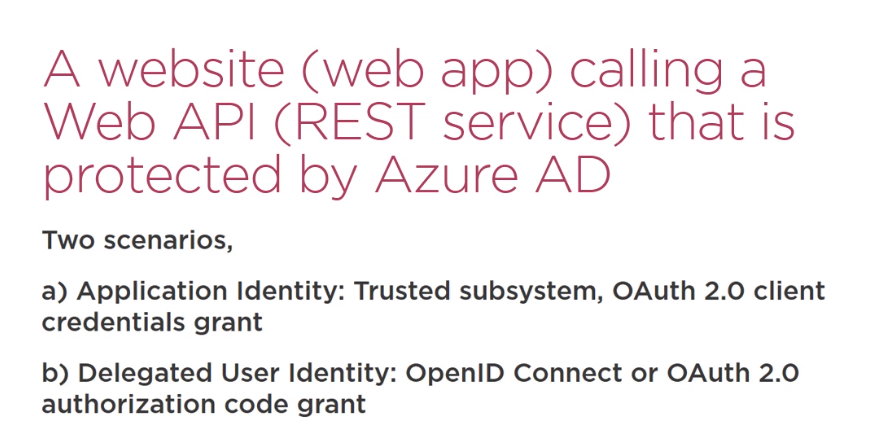 A website (web app) calling a
Web API (REST service) that is
protected by Azure AD
Two scenarios,
a) Application Identity: Trusted subsystem, OAuth 2.0 client
credentials grant
b) Delegated User Identity: OpenID Connect or OAuth 2.0
authorization code grant